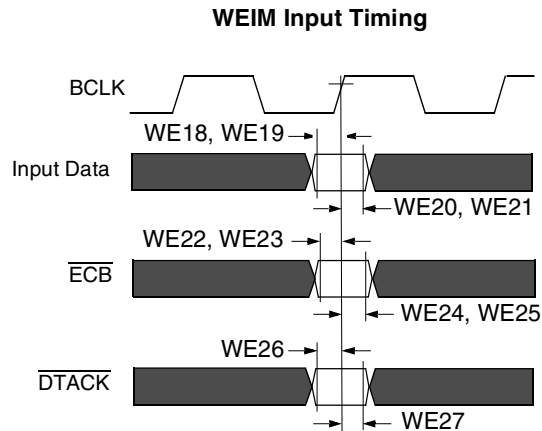 WEIM Input Timing
BCLK
WE18, WE19
Input Data
WE20, WE21
WE22, WE23
ECB
WE24, WE25
WE26
DTACK
WE27